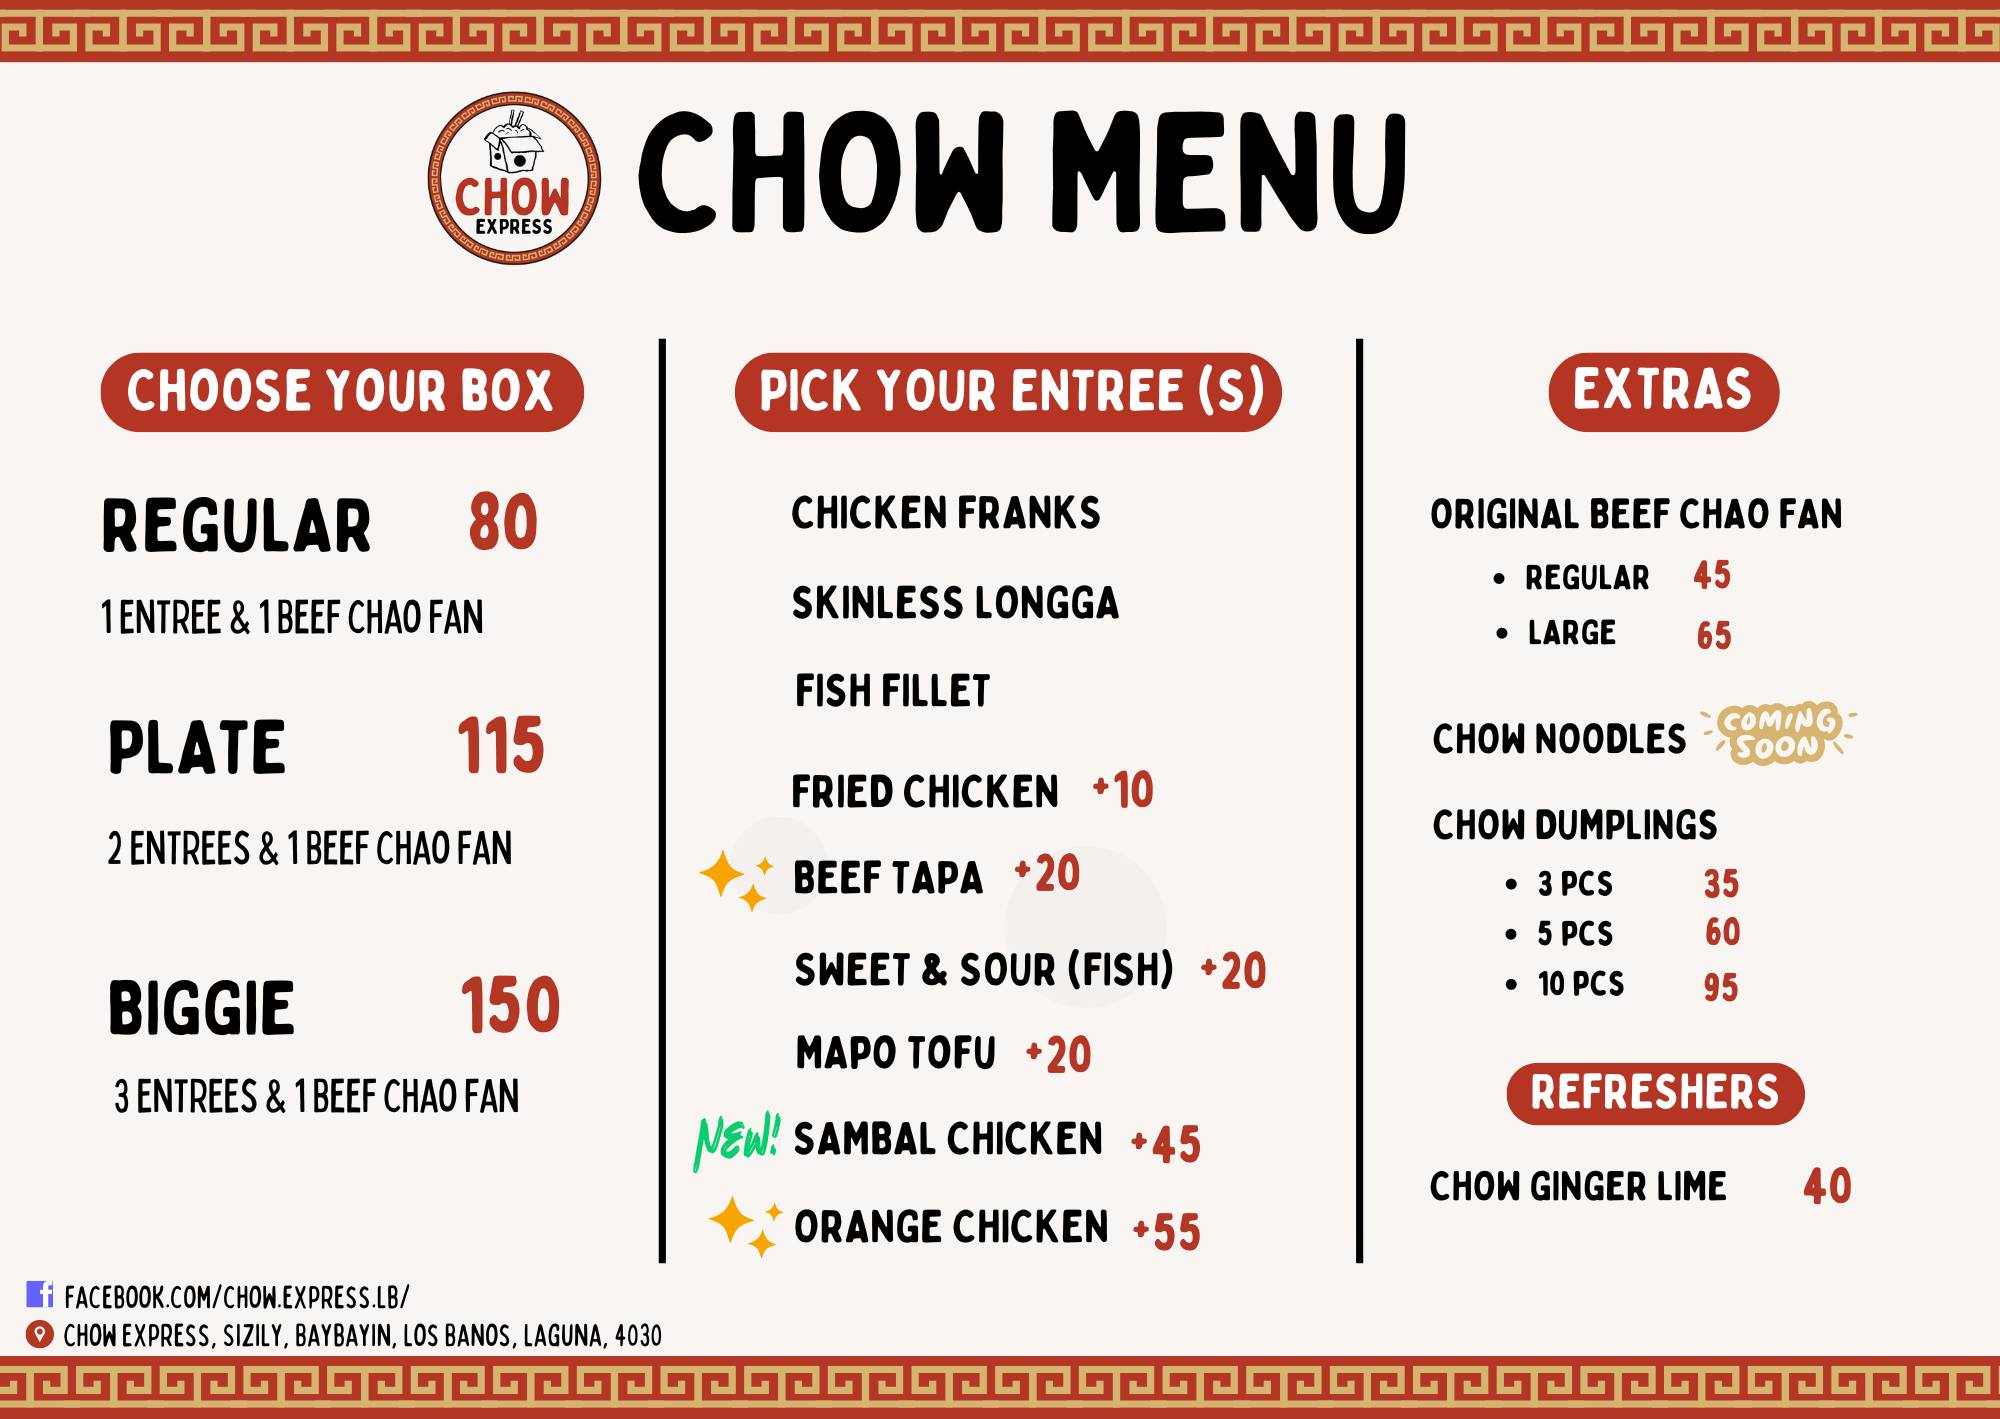 CHOW
EXPRESS
CHOW MENU
CHOOSE YOUR BOX
REGULAR 80
1 ENTREE & 1 BEEF CHAO FAN
PLATE 115
2 ENTREES & 1 BEEF CHAO FAN
BIGGIE 150
3 ENTREES & 1 BEEF CHAO FAN
PICK YOUR ENTREE (S)
CHICKEN FRANKS
SKINLESS LONGGA
FISH FILLET
FRIED CHICKEN +10
BEEF TAPA +20
SWEET & SOUR (FISH) +20
MAPO TOFU +20
NEW! SAMBAL CHICKEN +45
ORANGE CHICKEN +55
EXTRAS
ORIGINAL BEEF CHAO FAN
• REGULAR 45
• LARGE 65
CHOW NOODLES COMING SOON
CHOW DUMPLINGS
• 3 PCS 35
• 5 PCS 60
• 10 PCS 95
REFRESHERS
CHOW GINGER LIME 40
FACEBOOK.COM/CHOW.EXPRESS.LB/
CHOW EXPRESS, SIZILY, BAYBAYIN, LOS BANOS, LAGUNA, 4030